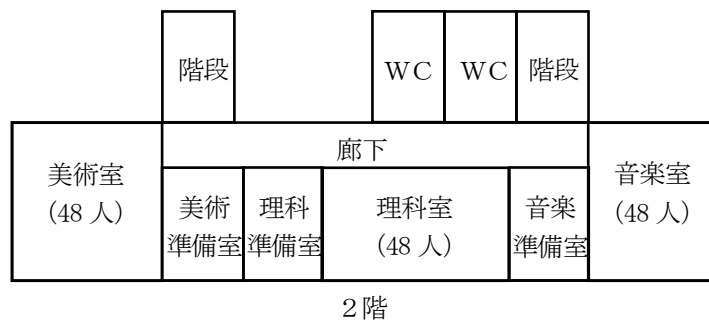 階段
ＷＣ
ＷＣ
階段
廊下
美術室
（48 人）
美術
準備室
理科
準備室
理科室
（48 人）
音楽
準備室
音楽室
（48 人）
２階